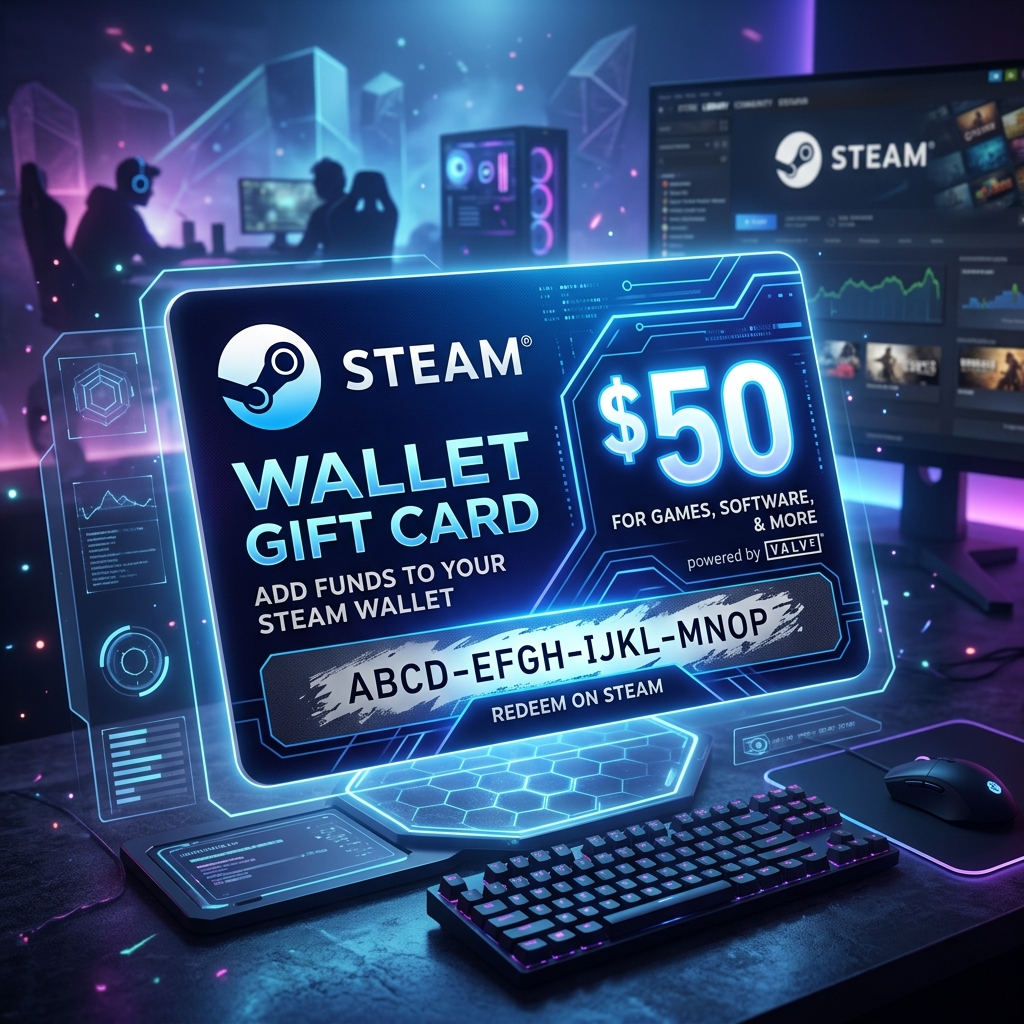 STEAM®
LIBRARY
STEAM®
WALLET
GIFT CARD
ADD FUNDS TO YOUR
STEAM WALLET
$50
FOR GAMES, SOFTWARE,
& MORE
powered by VALVE®
ABCD-EFGH-IJKL-MNOP
REDEEM ON STEAM